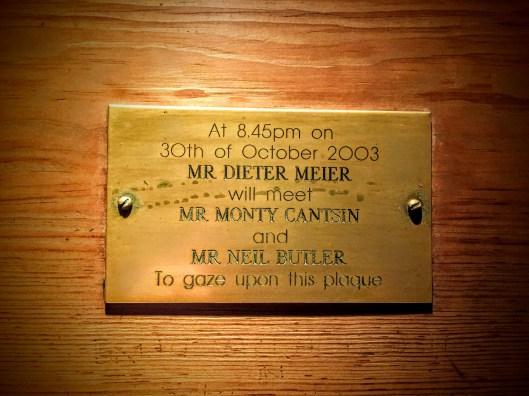 At 8.45pm on
30th of October 2003
MR DIETER MEIER
will meet
MR MONTY CANTSIN
and
MR NEIL BUTLER
To gaze upon this plaque